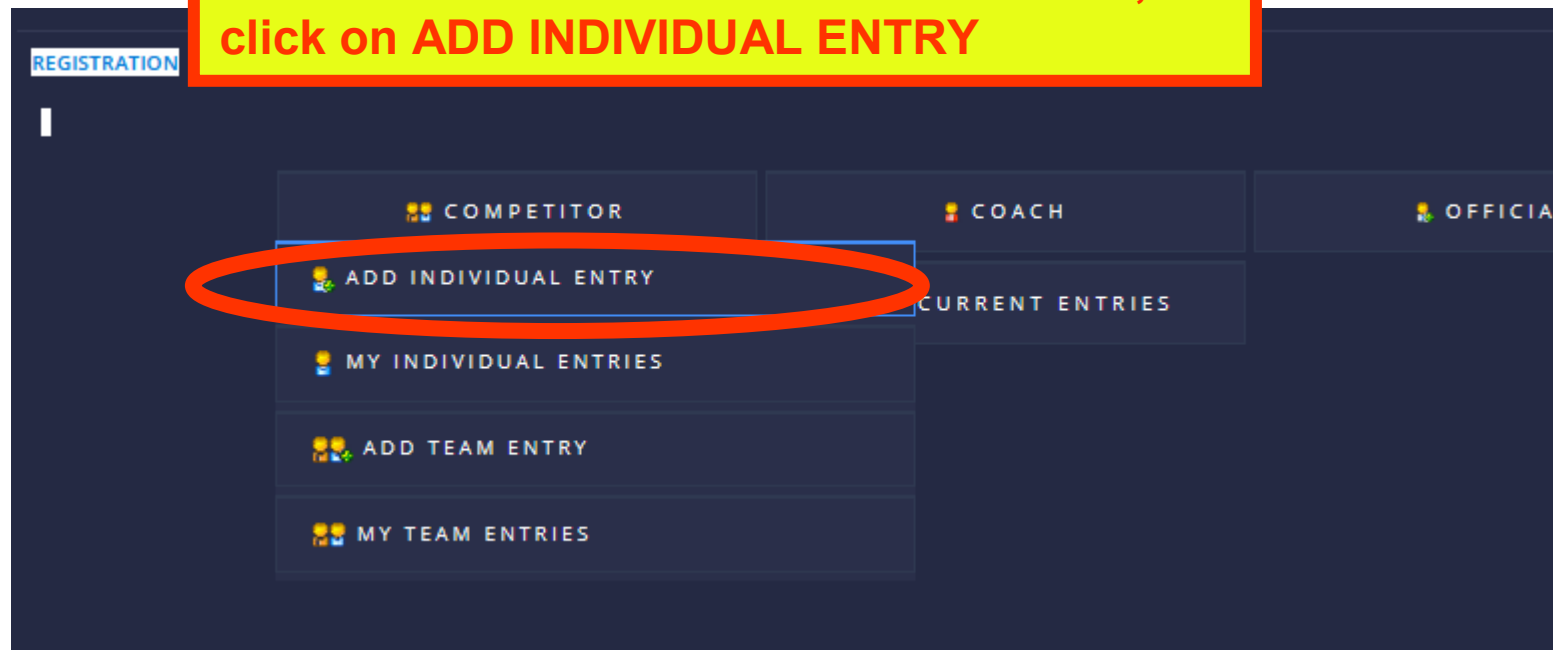 click on ADD INDIVIDUAL ENTRY
REGISTRATION
COMPETITOR
COACH
OFFICIA
ADD INDIVIDUAL ENTRY
CURRENT ENTRIES
MY INDIVIDUAL ENTRIES
ADD TEAM ENTRY
MY TEAM ENTRIES